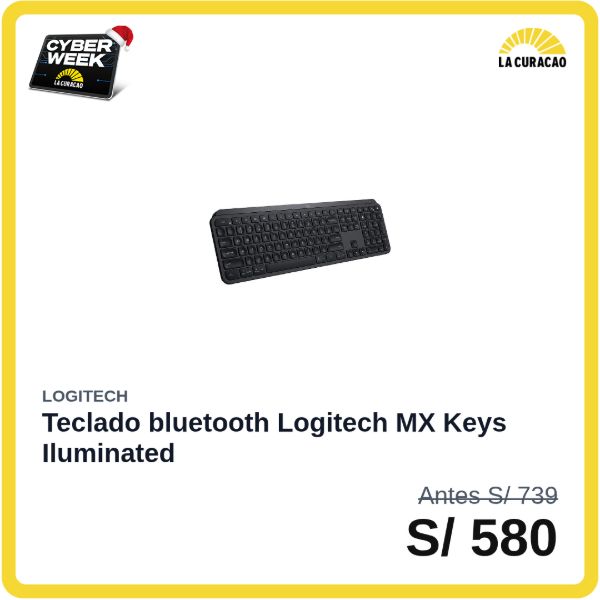 CYBER
WEEK
LA CURACAO
LA CURACAO
LOGITECH
Teclado bluetooth Logitech MX Keys
Iluminated
Antes S/ 739
S/ 580